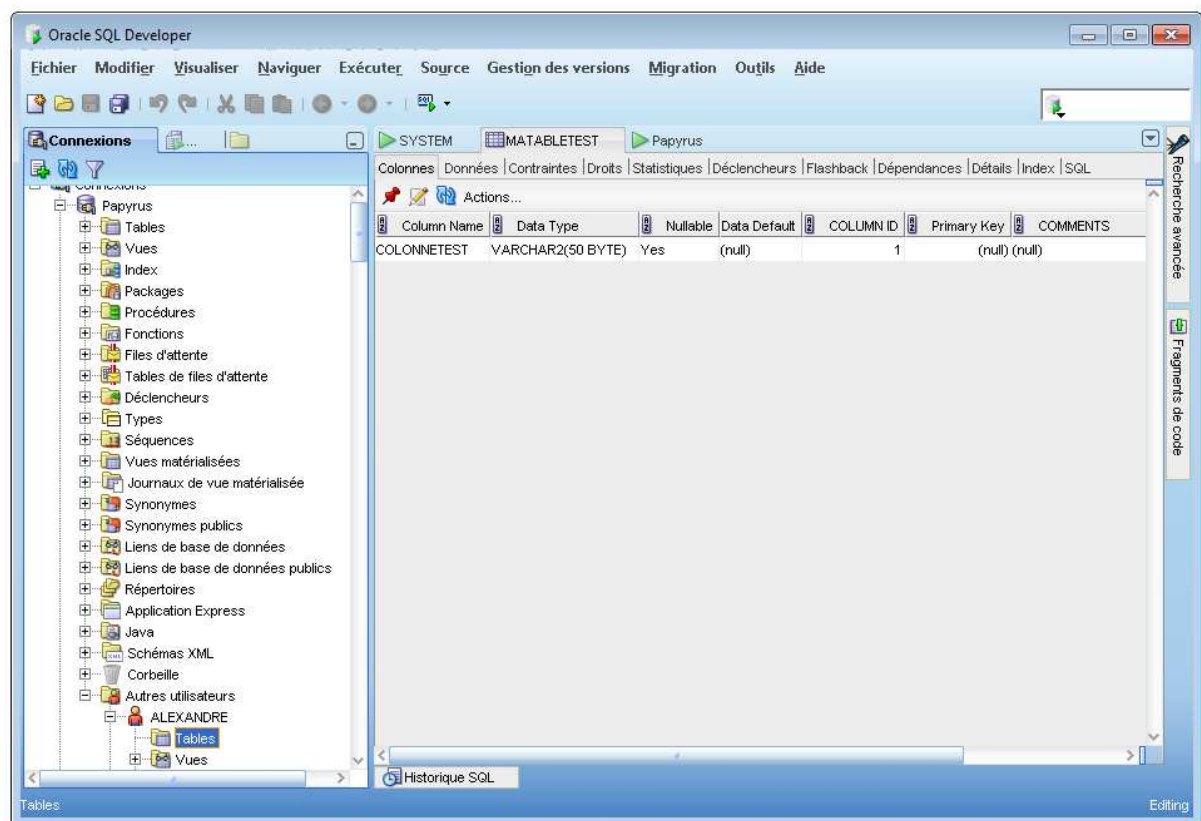 Oracle SQL Developer
Fichier Modifier Visualiser Naviguer Exécuter Source Gestion des versions Migration Outils Aide
Connexions ...
SYSTEM MATABLETEST Papyrus
Colonnes Données Contraintes Droits Statistiques Déclencheurs Flashback Dépendances Détails Index SQL
Actions...
Column Name Data Type Nullable Data Default COLUMN ID Primary Key COMMENTS
COLONNETEST VARCHAR2(50 BYTE) Yes (null) 1 (null) (null)
Connexions
Papyrus
Tables
Vues
Index
Packages
Procédures
Fonctions
Files d'attente
Tables de files d'attente
Déclencheurs
Types
Séquences
Vues matérialisées
Journaux de vue matérialisée
Synonymes
Synonymes publics
Liens de base de données
Liens de base de données publics
Répertoires
Application Express
Java
Schémas XML
Corbeille
Autres utilisateurs
ALEXANDRE
Tables
Vues
Recherche avancée
Fragments de code
Historique SQL
Tables
Editing